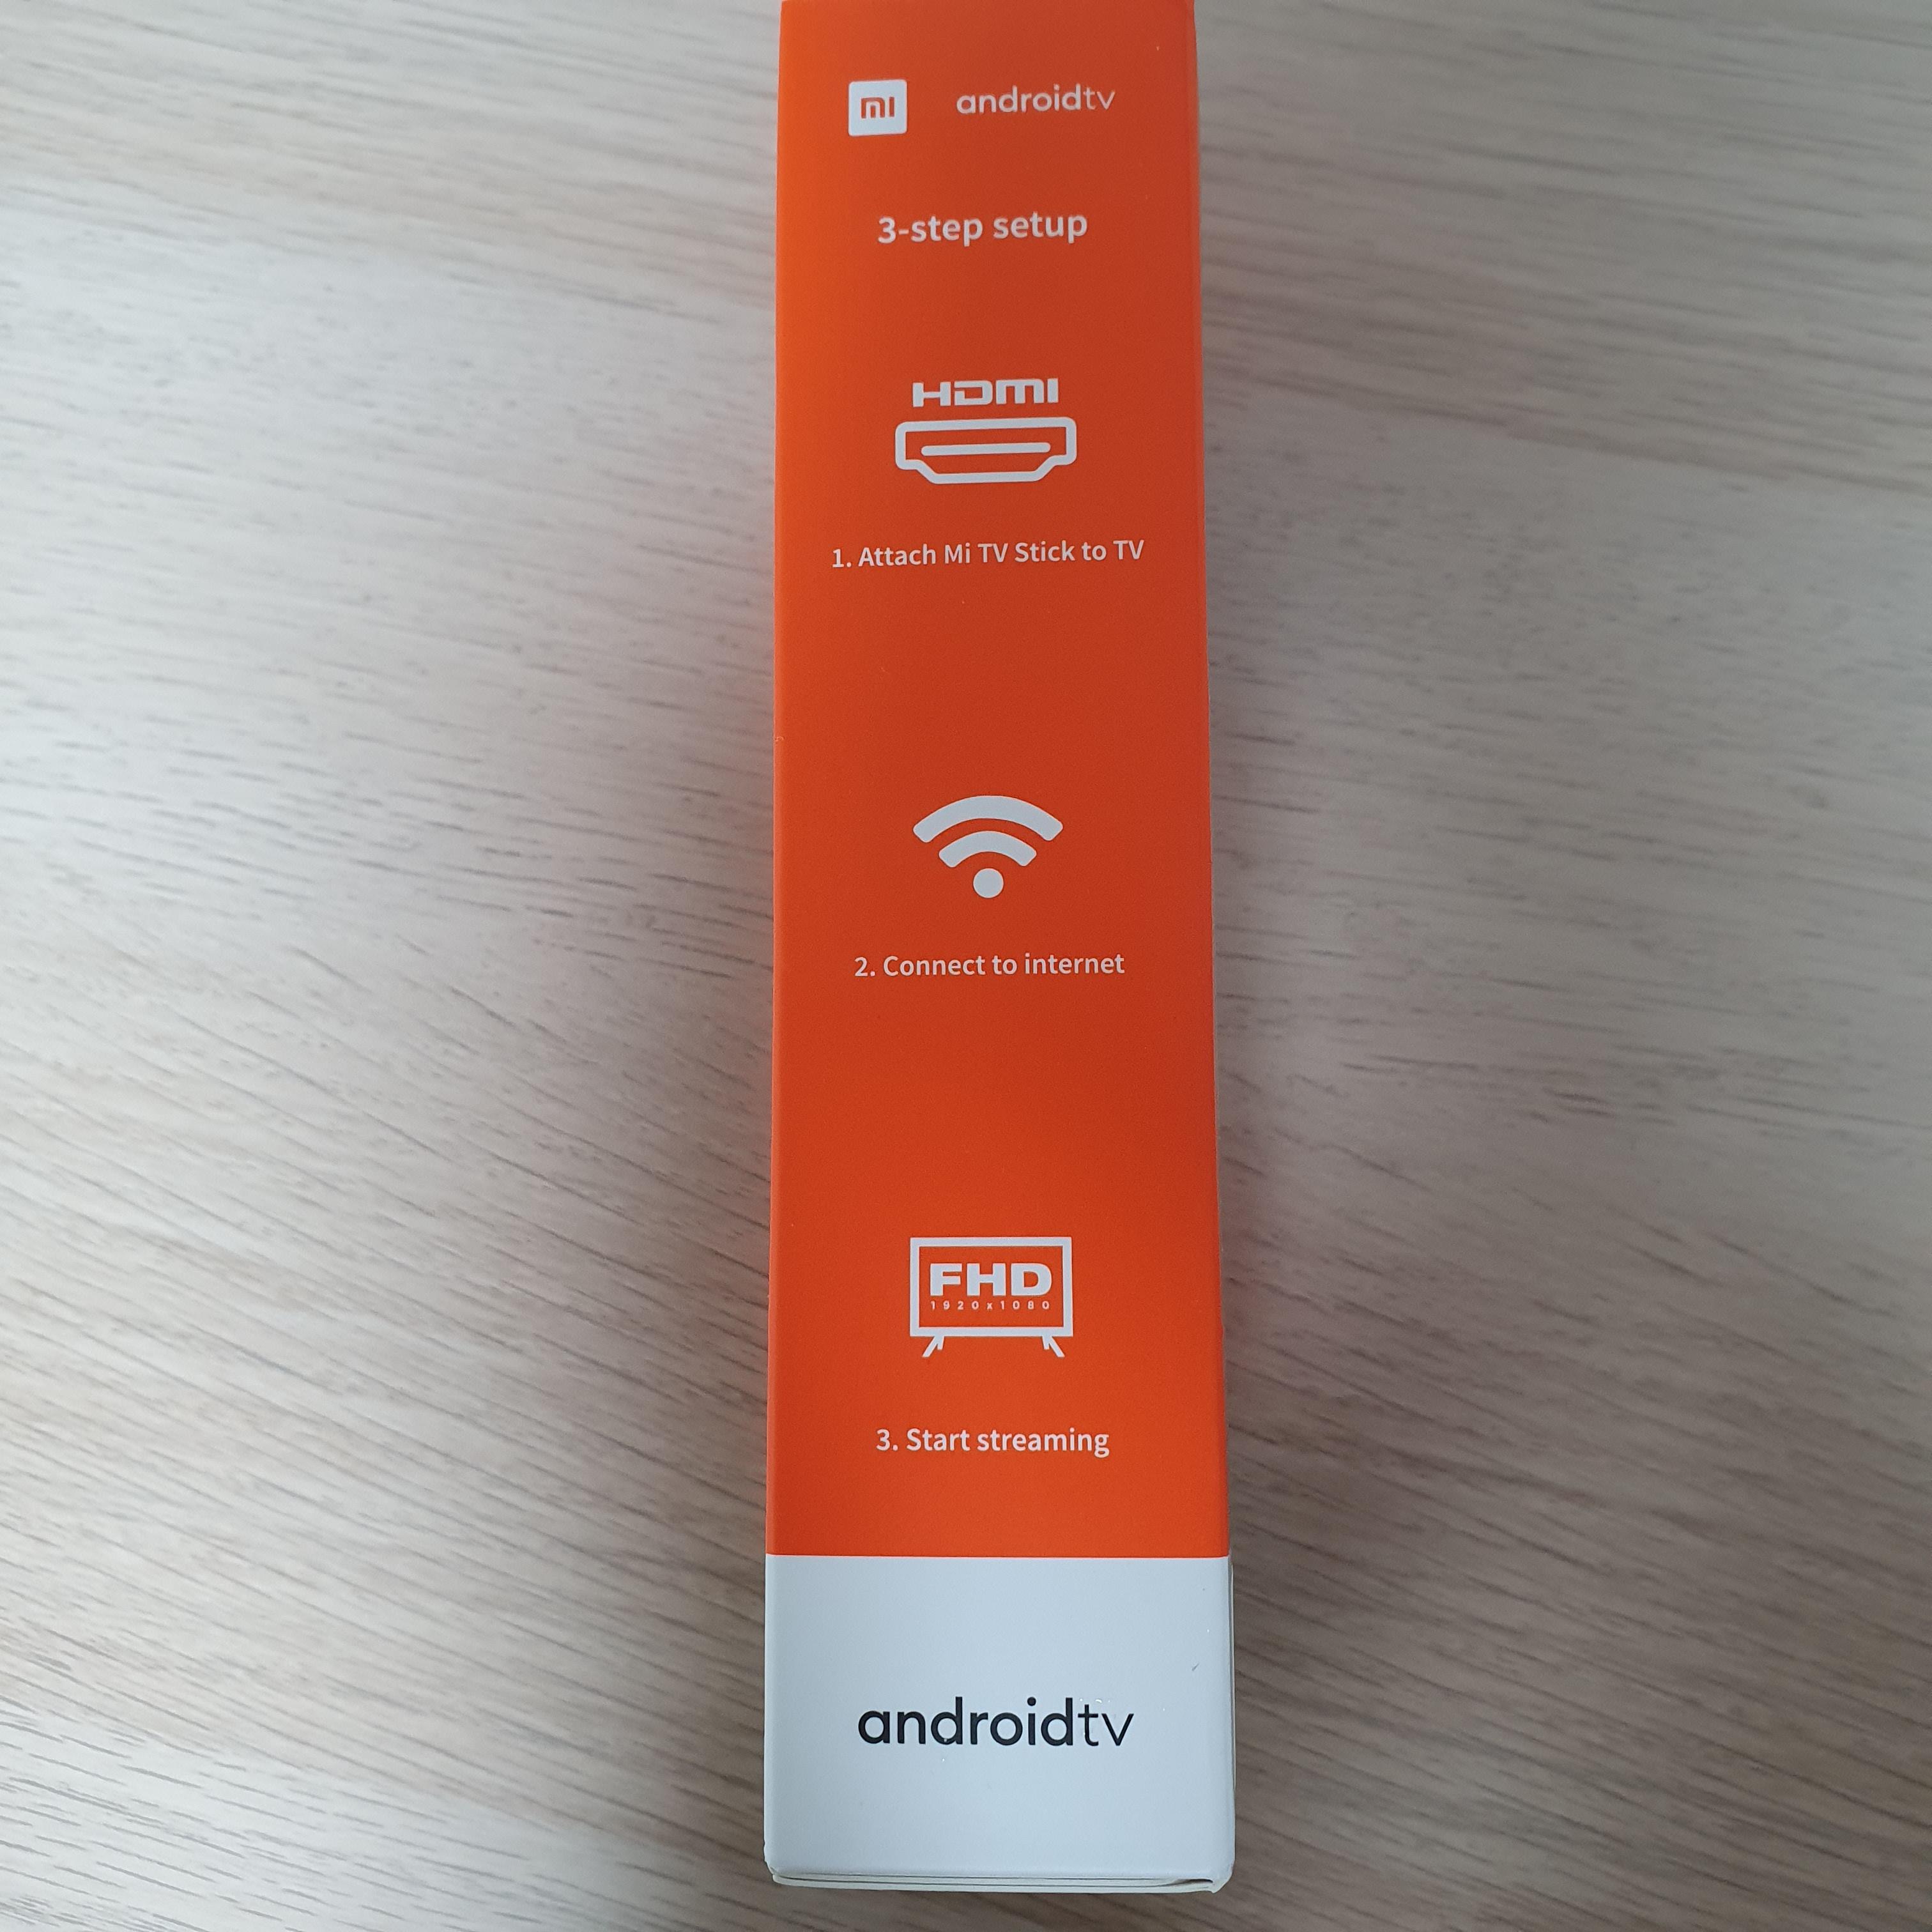 mi androidtv
3-step setup
HDMI
1. Attach Mi TV Stick to TV
2. Connect to internet
FHD
1920x1080
3. Start streaming
androidtv